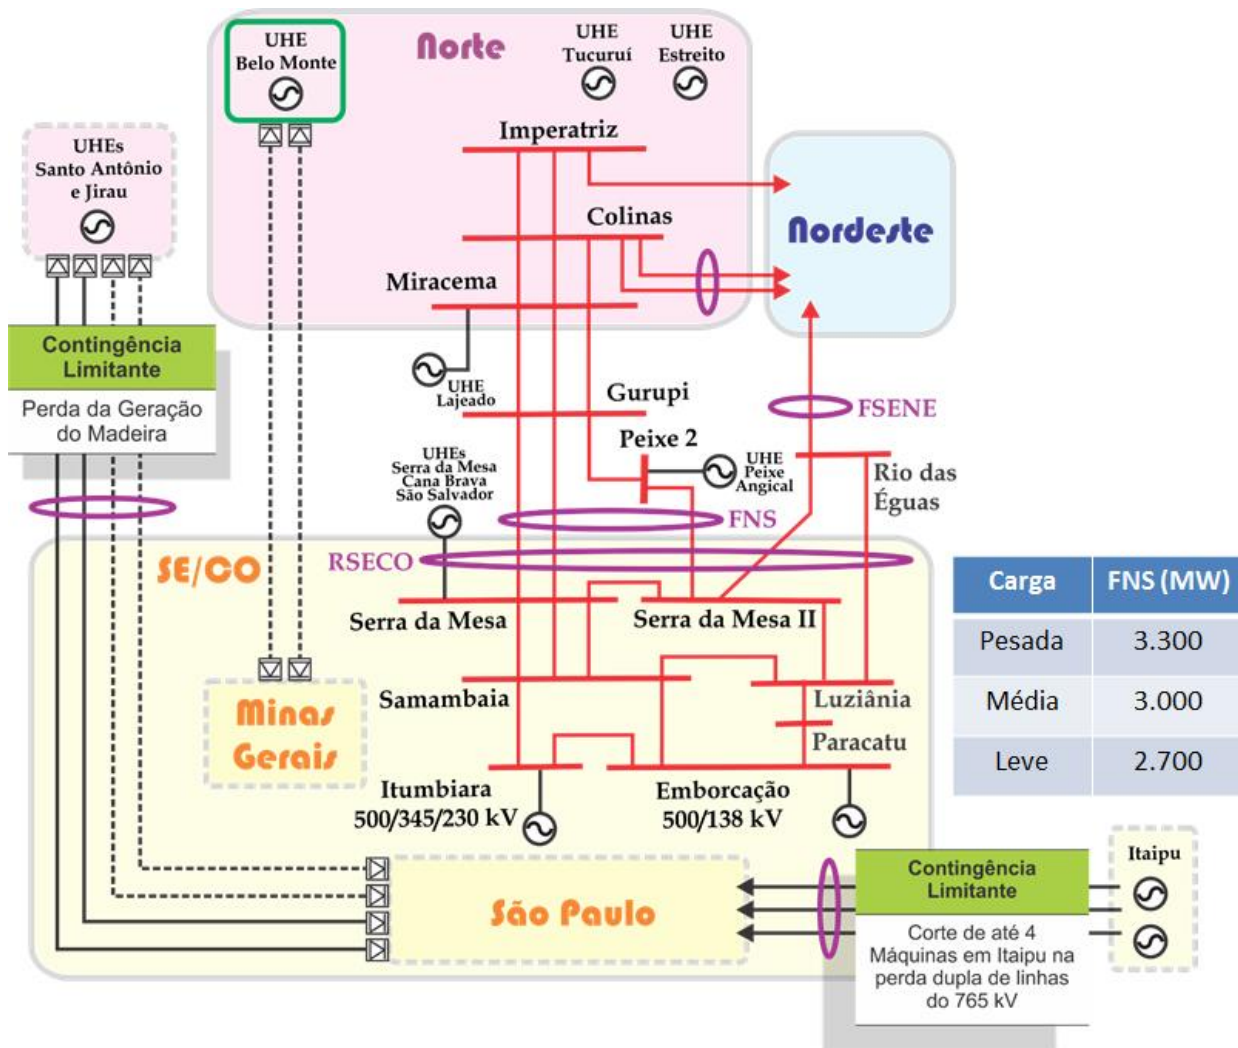 UHE
Belo Monte
Norte
UHE
Tucuruí
UHE
Estreito
Imperatriz
UHEs
Santo Antônio
e Jirau
Colinas
Nordeste
Miracema
Contingência
Limitante
Perda da Geração
do Madeira
UHE
Lajeado
Gurupi
FSENE
Peixe 2
UHE
Peixe
Angical
Rio das
Éguas
UHEs
Serra da Mesa
Cana Brava
São Salvador
FNS
SE/CO
RSECO
Serra da Mesa
Serra da Mesa II
Samambaia
Luziânia
Minas
Gerais
Paracatu
Itumbiara
500/345/230 kV
Emborcação
500/138 kV
Carga FNS (MW)
Pesada 3.300
Média 3.000
Leve 2.700
São Paulo
Contingência
Limitante
Corte de até 4
Máquinas em Itaipu na
perda dupla de linhas
do 765 kV
Itaipu